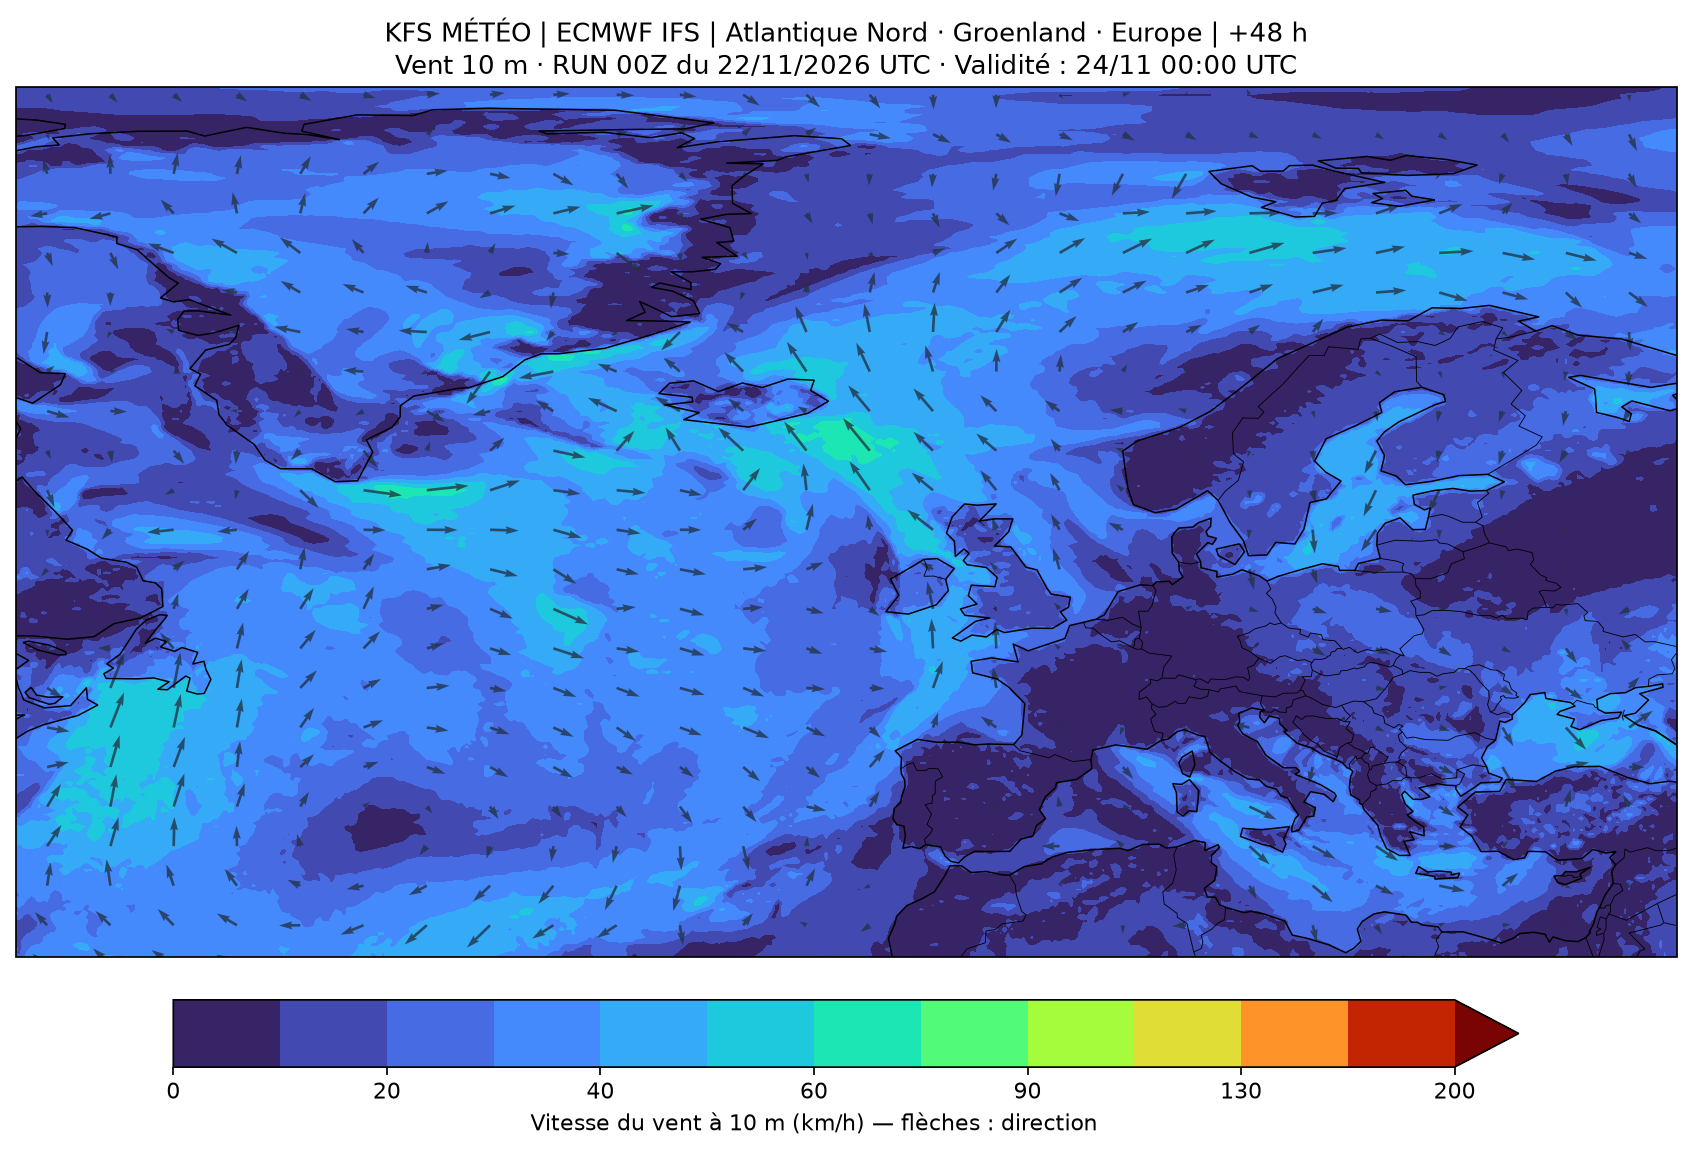 KFS MÉTÉO | ECMWF IFS | Atlantique Nord · Groenland · Europe | +48 h
Vent 10 m · RUN 00Z du 22/11/2026 UTC · Validité : 24/11 00:00 UTC
0 20 40 60 90 130 200
Vitesse du vent à 10 m (km/h) — flèches : direction